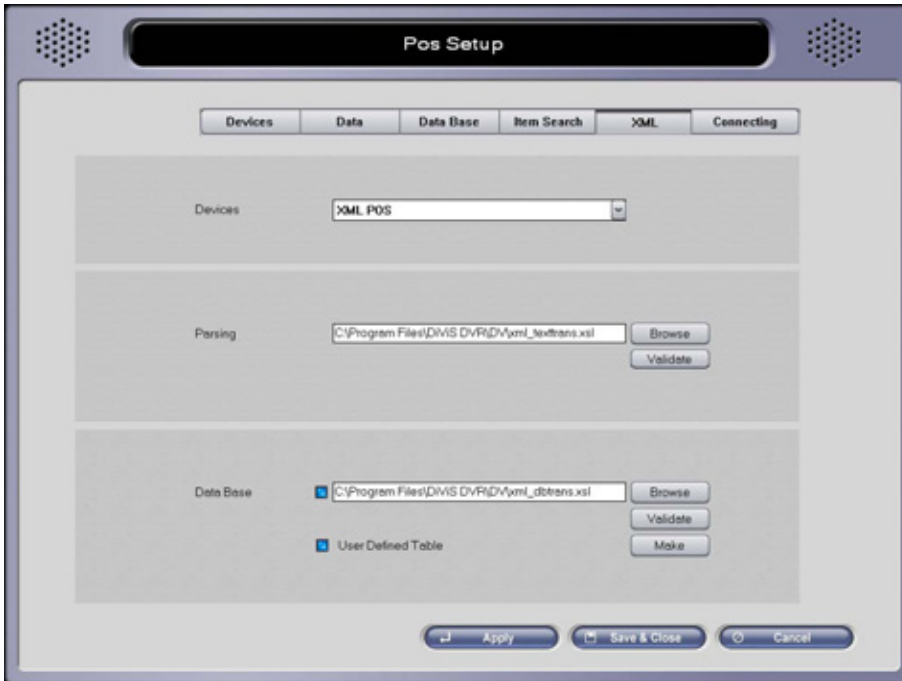 Pos Setup
Devices Data Data Base Item Search XML Connecting
Devices XML POS
Parsing C:\Program Files\DiViS DVR\DV\xml_texttrans.xsl Browse
Validate
Data Base C:\Program Files\DiViS DVR\DV\xml_dbtrans.xsl Browse
Validate
User Defined Table Make
Apply Save & Close Cancel